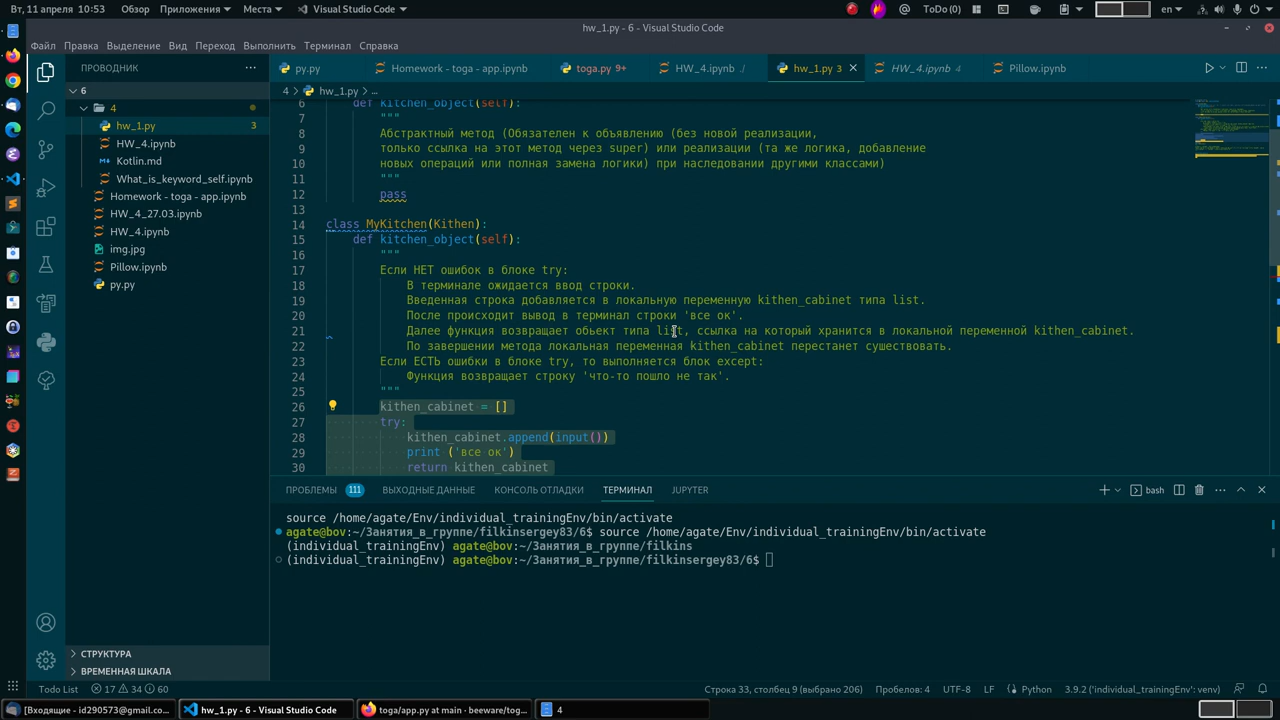 Вт, 11 апреля 10:53 Обзор Приложения Места Visual Studio Code ToDo (0) en
hw_1.py - 6 - Visual Studio Code
Файл Правка Выделение Вид Переход Выполнить Терминал Справка
ПРОВОДНИК
py.py Homework - toga - app.ipynb toga.py 9+ HW_4.ipynb ./ hw_1.py 3 HW_4.ipynb 4 Pillow.ipynb
4 > hw_1.py > ...
6
4
hw_1.py 3
HW_4.ipynb
Kotlin.md
What_is_keyword_self.ipynb
Homework - toga - app.ipynb
HW_4_27.03.ipynb
HW_4.ipynb
img.jpg
Pillow.ipynb
py.py
СТРУКТУРА
ВРЕМЕННАЯ ШКАЛА
6 def kitchen_object(self):
7 """
8 Абстрактный метод (Обязателен к объявлению (без новой реализации,
9 только ссылка на этот метод через super) или реализации (та же логика, добавление
10 новых операций или полная замена логики) при наследовании другими классами)
11 """
12 pass
13
14 class MyKitchen(Kithen):
15 def kitchen_object(self):
16 """
17 Если НЕТ ошибок в блоке try:
18 В терминале ожидается ввод строки.
19 Введенная строка добавляется в локальную переменную kithen_cabinet типа list.
20 После происходит вывод в терминал строки 'все ок'.
21 Далее функция возвращает обьект типа list, ссылка на который хранится в локальной переменной kithen_cabinet.
22 По завершении метода локальная переменная kithen_cabinet перестанет сушествовать.
23 Если ЕСТЬ ошибки в блоке try, то выполняется блок except:
24 Функция возвращает строку 'что-то пошло не так'.
25 """
26 kithen_cabinet = []
27 try:
28 kithen_cabinet.append(input())
29 print ('все ок')
30 return kithen_cabinet
ПРОБЛЕМЫ 111 ВЫХОДНЫЕ ДАННЫЕ КОНСОЛЬ ОТЛАДКИ ТЕРМИНАЛ JUPYTER bash
source /home/agate/Env/individual_trainingEnv/bin/activate
agate@bov:~/Занятия_в_группе/filkinsergey83/6$ source /home/agate/Env/individual_trainingEnv/bin/activate
(individual_trainingEnv) agate@bov:~/Занятия_в_группе/filkins
(individual_trainingEnv) agate@bov:~/Занятия_в_группе/filkinsergey83/6$
Todo List 17 34 60 Строка 33, столбец 9 (выбрано 206) Пробелов: 4 UTF-8 LF Python 3.9.2 ('individual_trainingEnv': venv)
[Входящие - id290573@gmail.co... hw_1.py - 6 - Visual Studio Code toga/app.py at main · beeware/tog... 4